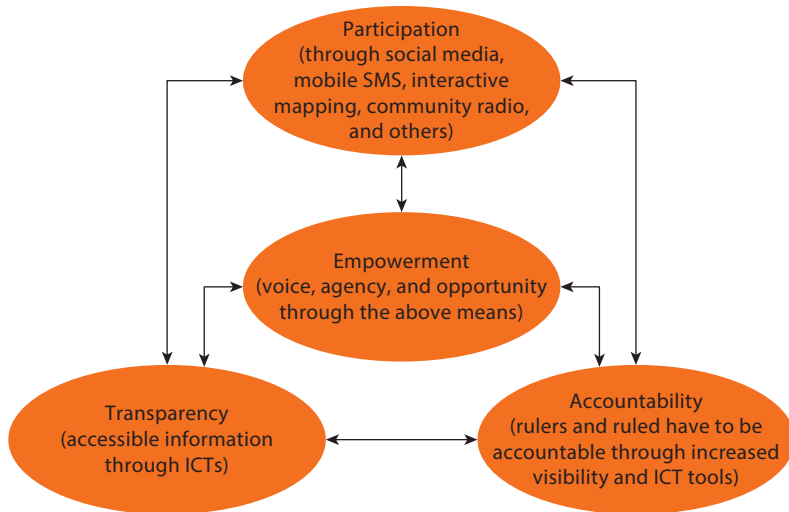 Participation
(through social media,
mobile SMS, interactive
mapping, community radio,
and others)
Empowerment
(voice, agency, and opportunity
through the above means)
Transparency
(accessible information
through ICTs)
Accountability
(rulers and ruled have to be
accountable through increased
visibility and ICT tools)